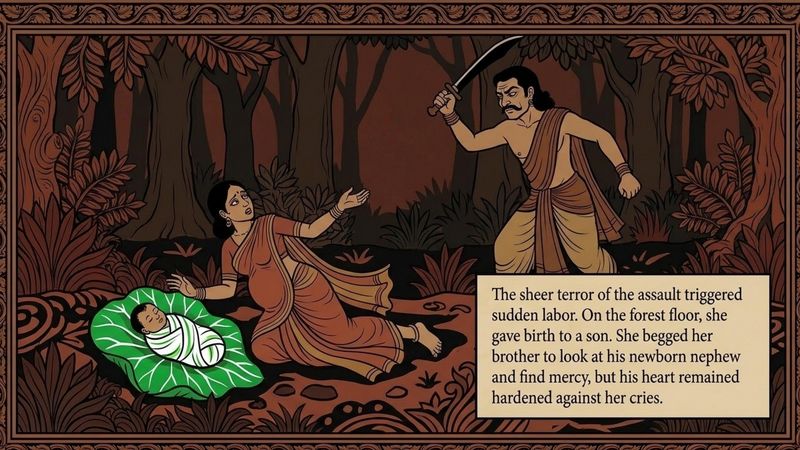 The sheer terror of the assault triggered
sudden labor. On the forest floor, she
gave birth to a son. She begged her
brother to look at his newborn nephew
and find mercy, but his heart remained
hardened against her cries.